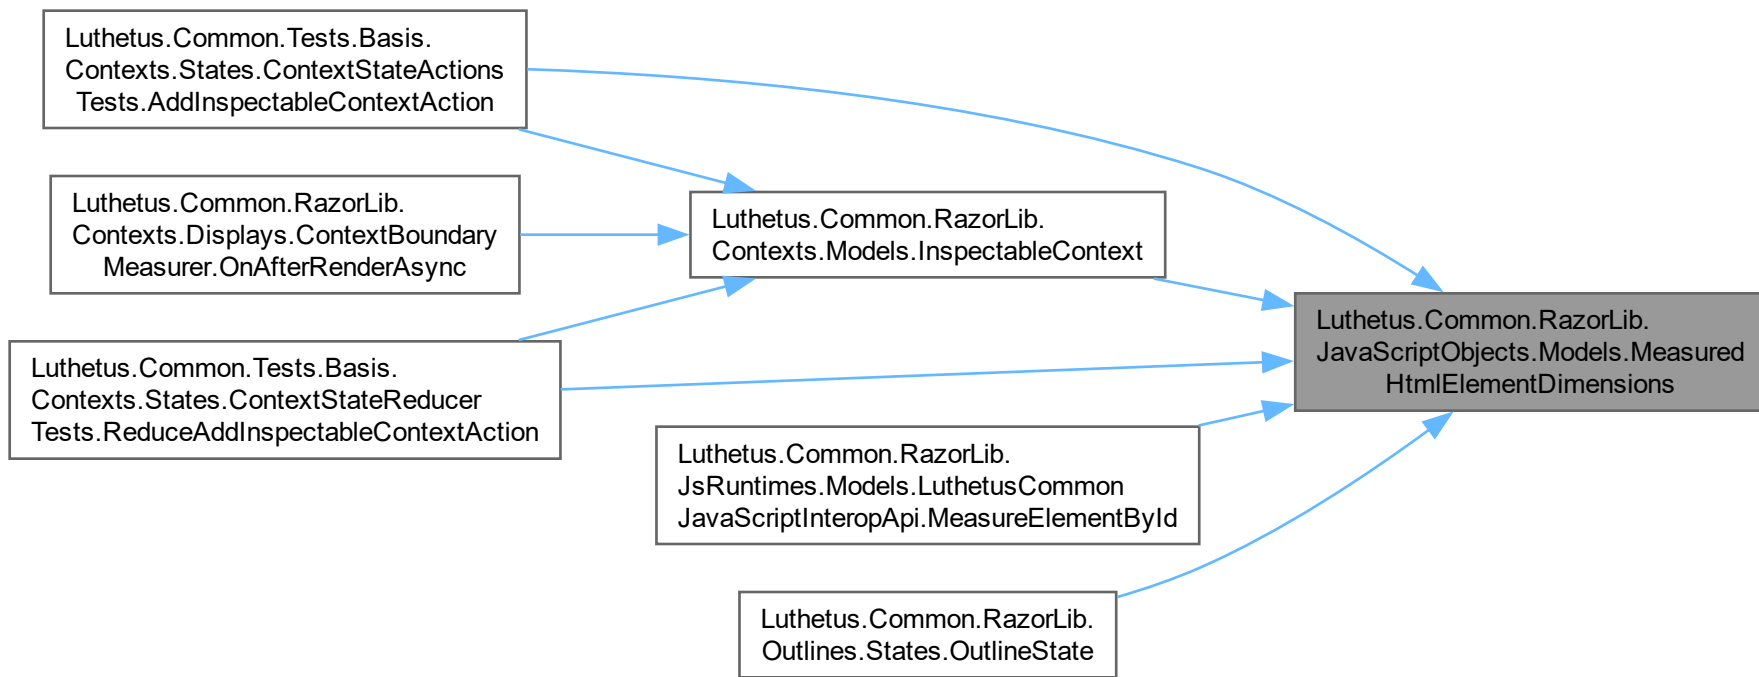 Luthetus.Common.Tests.Basis.
Contexts.States.ContextStateActions
Tests.AddInspectableContextAction
Luthetus.Common.RazorLib.
Contexts.Displays.ContextBoundary
Measurer.OnAfterRenderAsync
Luthetus.Common.Tests.Basis.
Contexts.States.ContextStateReducer
Tests.ReduceAddInspectableContextAction
Luthetus.Common.RazorLib.
Contexts.Models.InspectableContext
Luthetus.Common.RazorLib.
JsRuntimes.Models.LuthetusCommon
JavaScriptInteropApi.MeasureElementById
Luthetus.Common.RazorLib.
Outlines.States.OutlineState
Luthetus.Common.RazorLib.
JavaScriptObjects.Models.Measured
HtmlElementDimensions